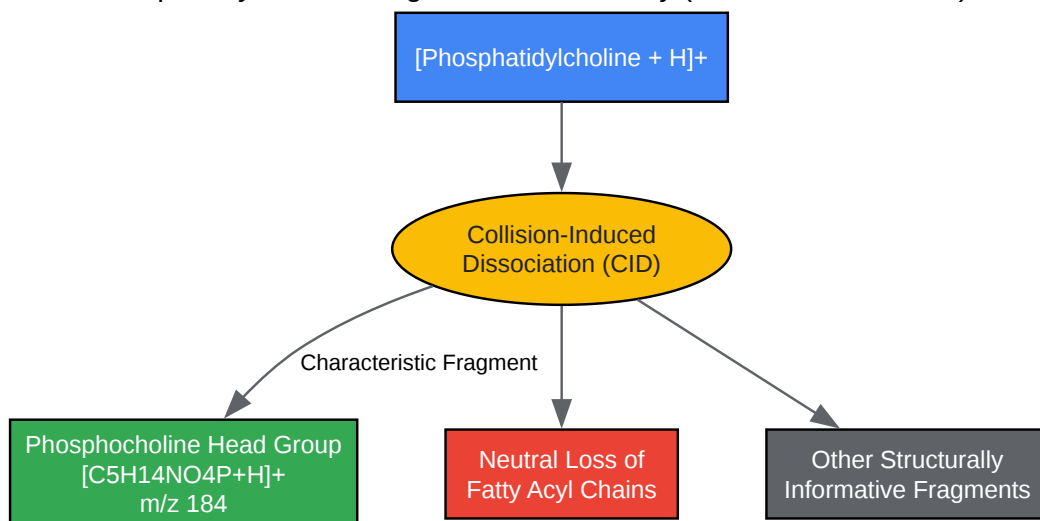 [Phosphatidylcholine + H]+
Collision-Induced
Dissociation (CID)
Characteristic Fragment
Phosphocholine Head Group
[C5H14NO4P+H]+
m/z 184
Neutral Loss of
Fatty Acyl Chains
Other Structurally
Informative Fragments